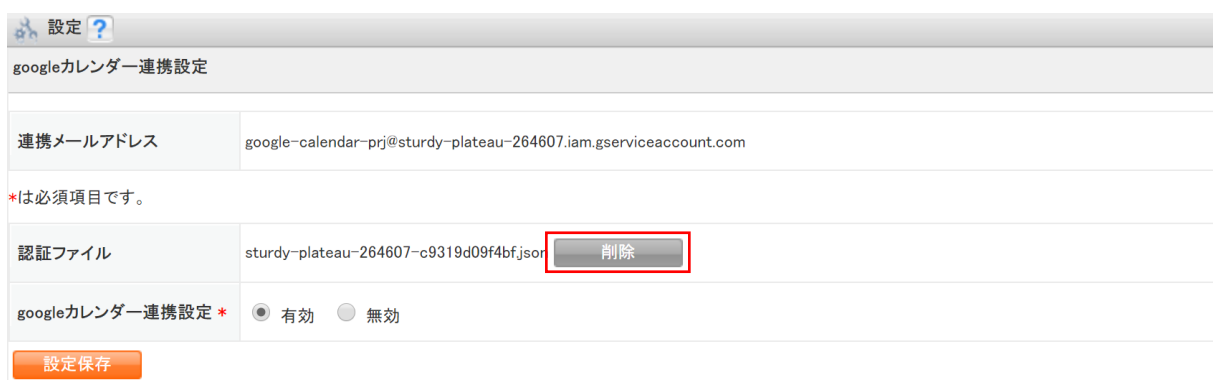 設定 ?
googleカレンダー連携設定
連携メールアドレス google-calendar-prj@sturdy-plateau-264607.iam.gserviceaccount.com
*は必須項目です。
認証ファイル sturdy-plateau-264607-c9319d09f4bf.json 削除
googleカレンダー連携設定 * 有効 無効
設定保存